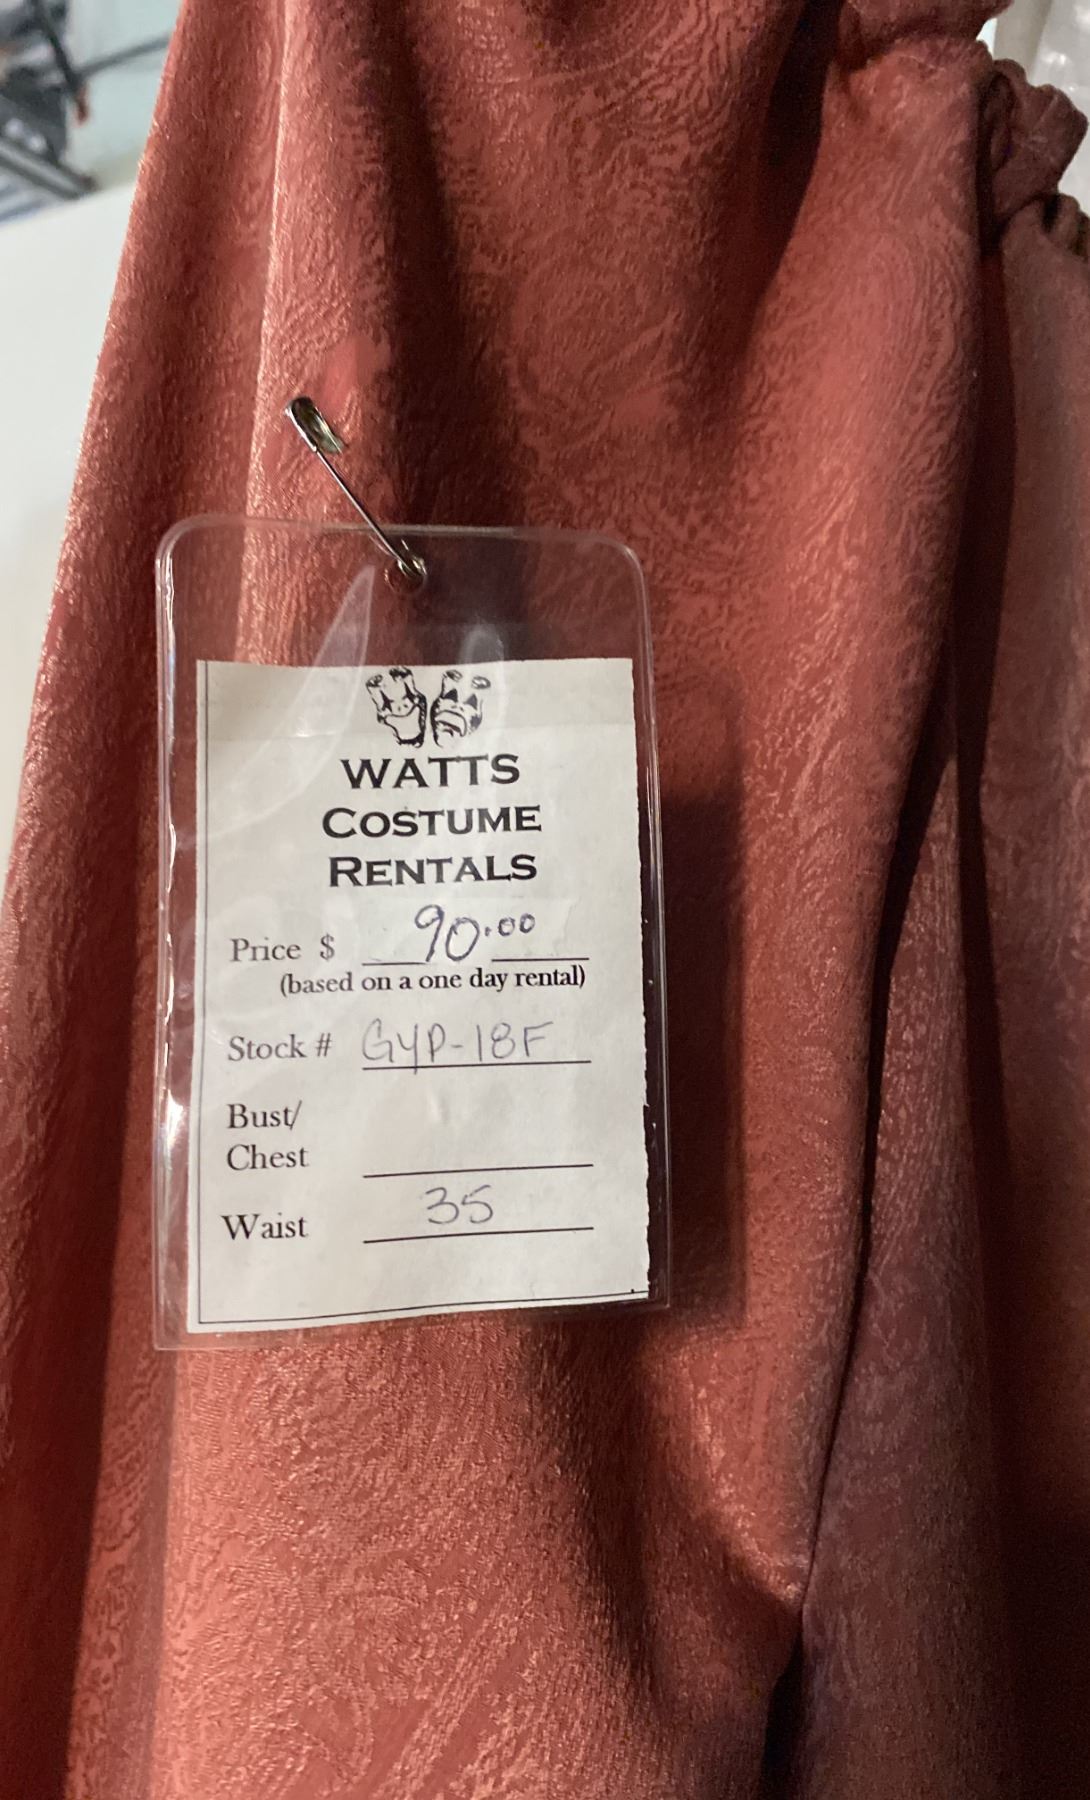 WATTS
COSTUME
RENTALS
Price $ 90.00
(based on a one day rental)
Stock # GYP-18F
Bust/
Chest
Waist 35